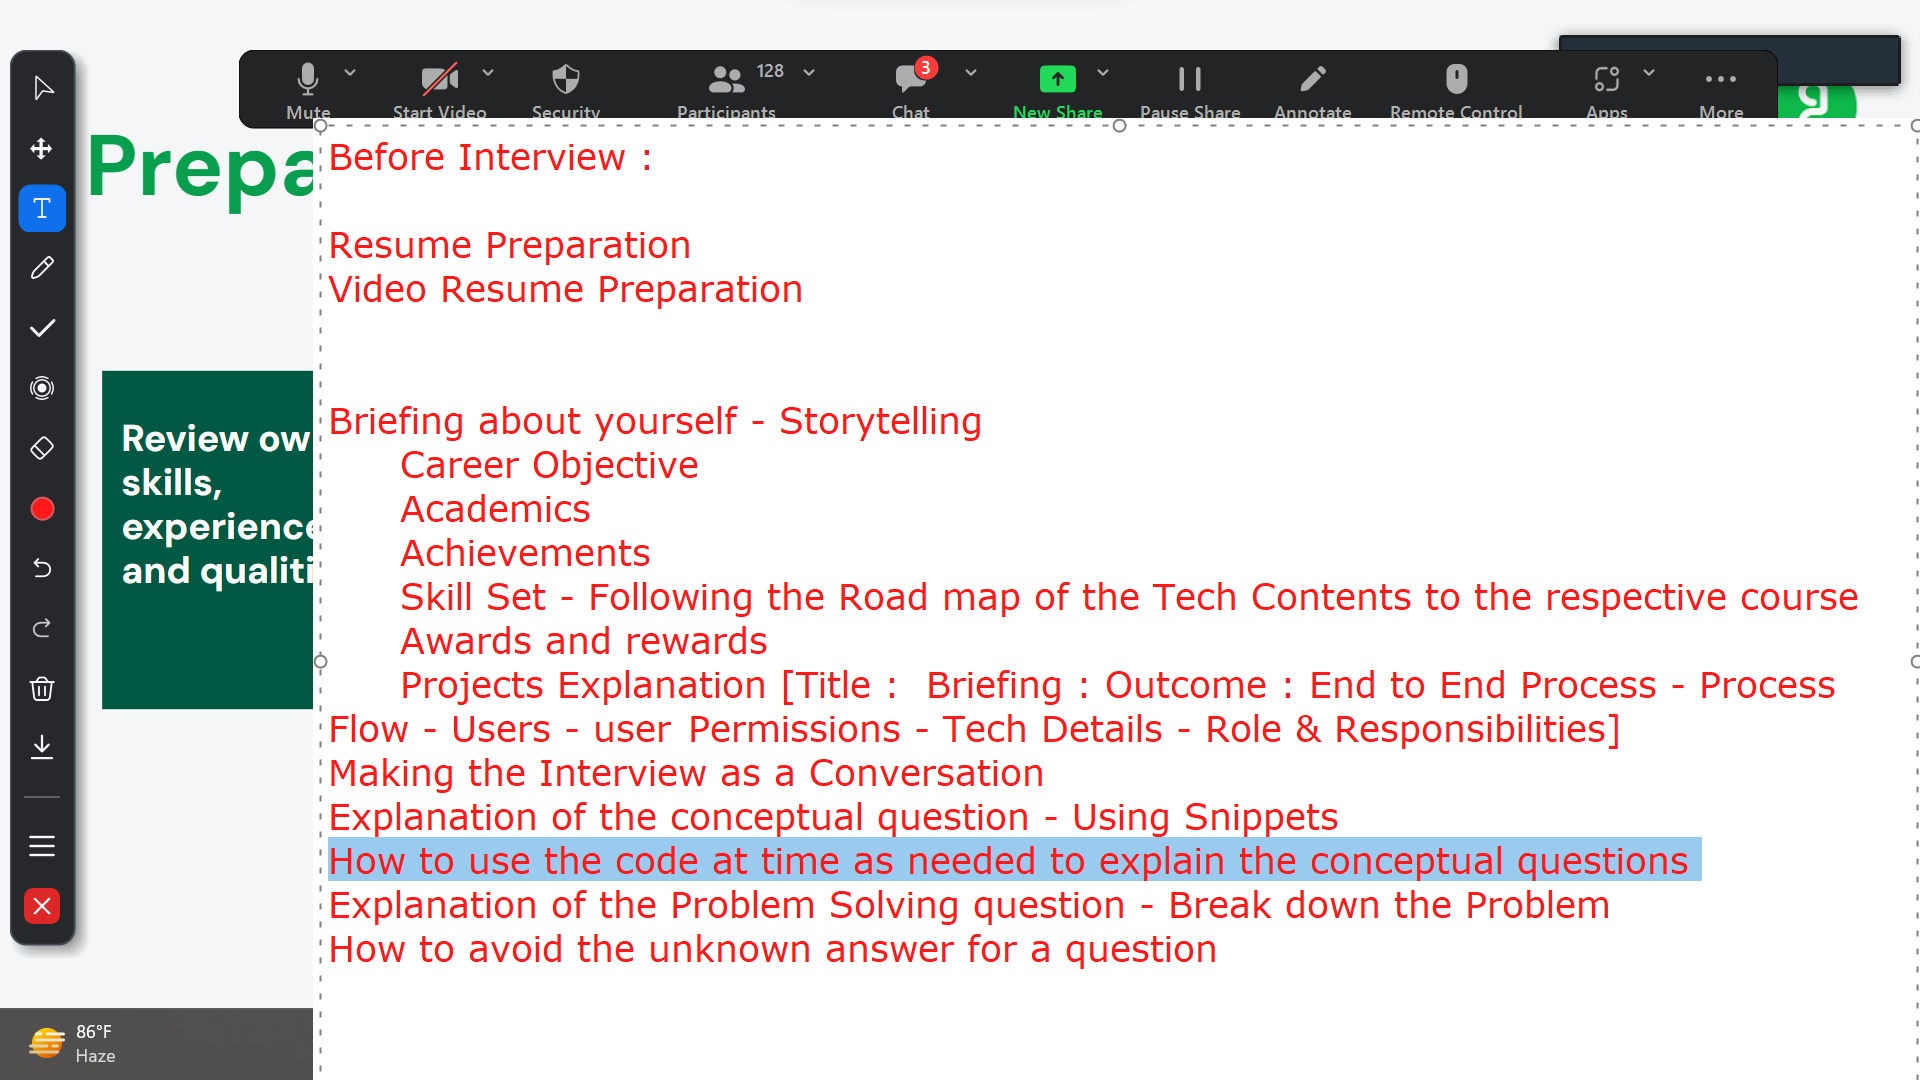 Mute
Start Video
Security
Participants
128
Chat
3
New Share
Pause Share
Annotate
Remote Control
Apps
More
Before Interview :
Resume Preparation
Video Resume Preparation
Briefing about yourself - Storytelling
Career Objective
Academics
Achievements
Skill Set - Following the Road map of the Tech Contents to the respective course
Awards and rewards
Projects Explanation [Title :  Briefing : Outcome : End to End Process - Process
Flow - Users - user Permissions - Tech Details - Role & Responsibilities]
Making the Interview as a Conversation
Explanation of the conceptual question - Using Snippets
How to use the code at time as needed to explain the conceptual questions
Explanation of the Problem Solving question - Break down the Problem
How to avoid the unknown answer for a question
Prepa
Review ow
skills,
experience
and qualiti
86°F
Haze